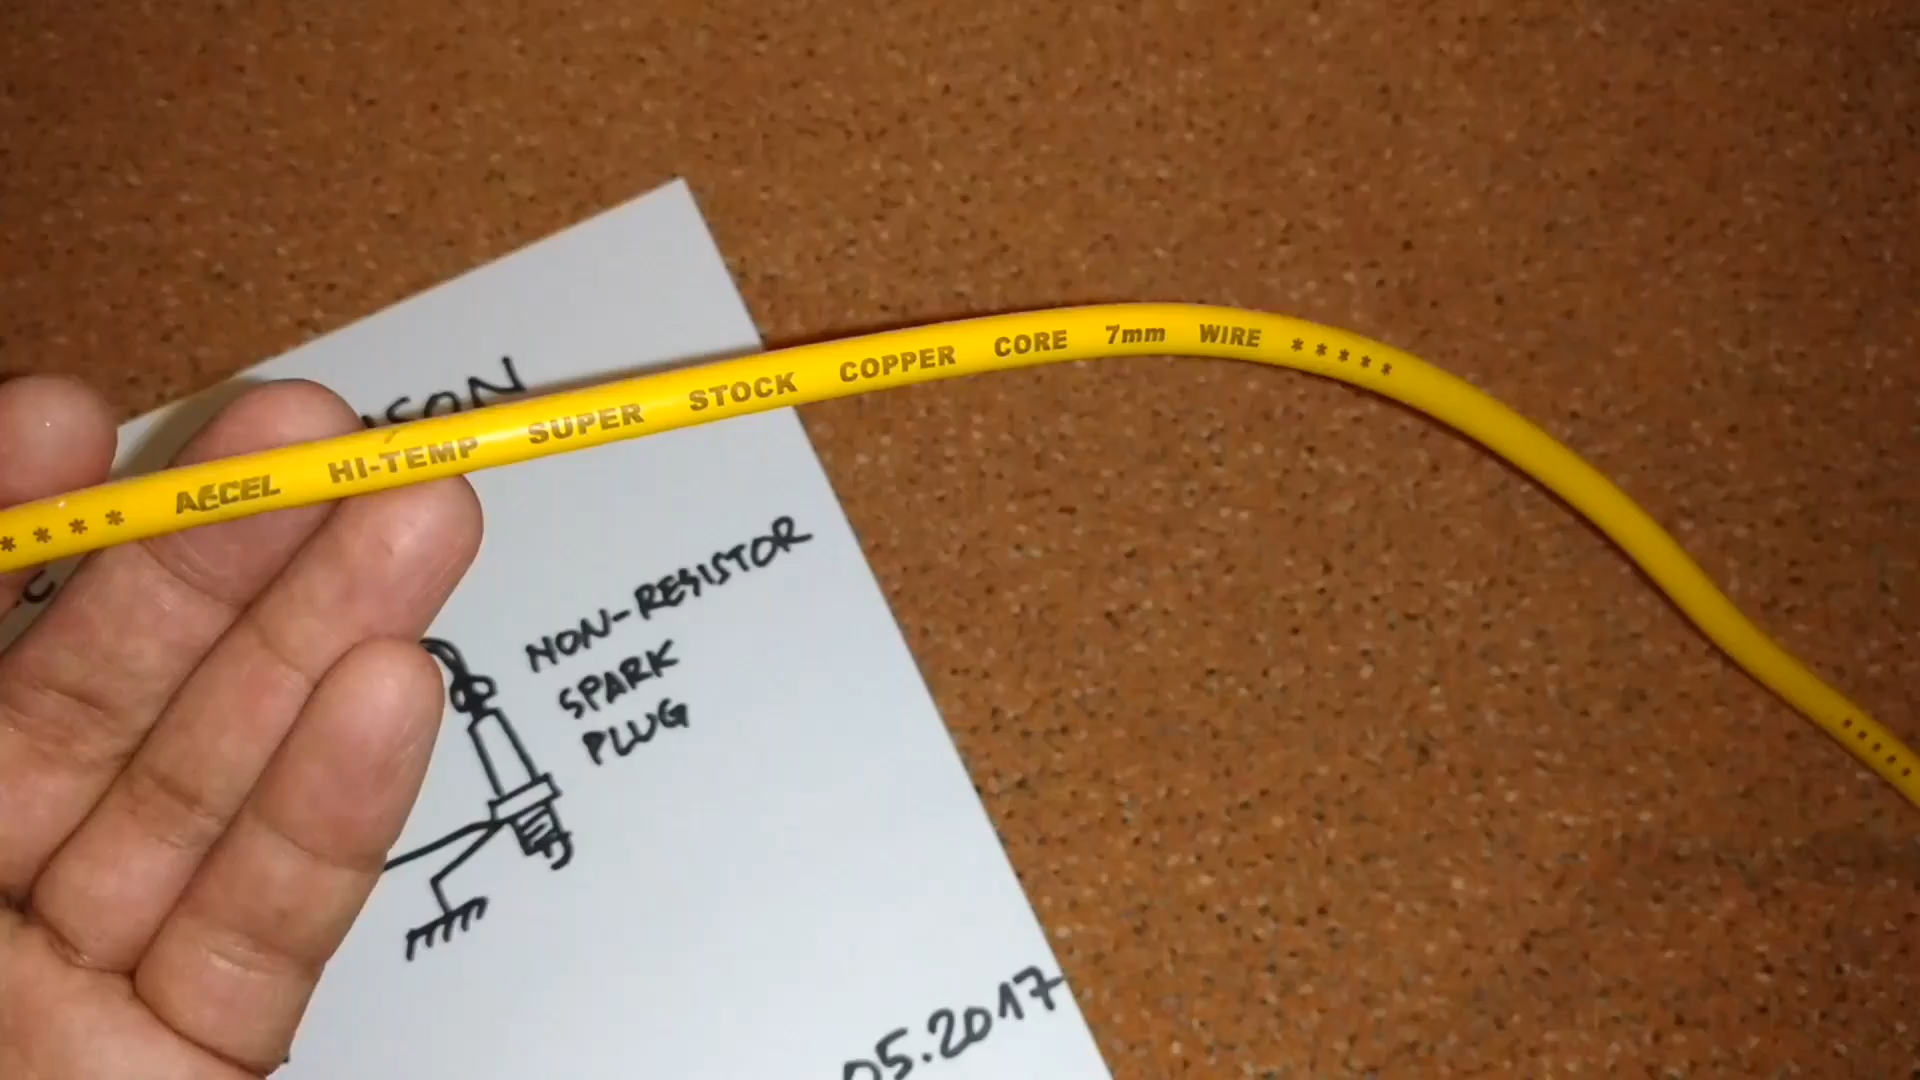 * * * * ACCEL HI-TEMP SUPER STOCK COPPER CORE 7mm WIRE * * * * *
NON-RESISTOR
SPARK
PLUG
05.2017